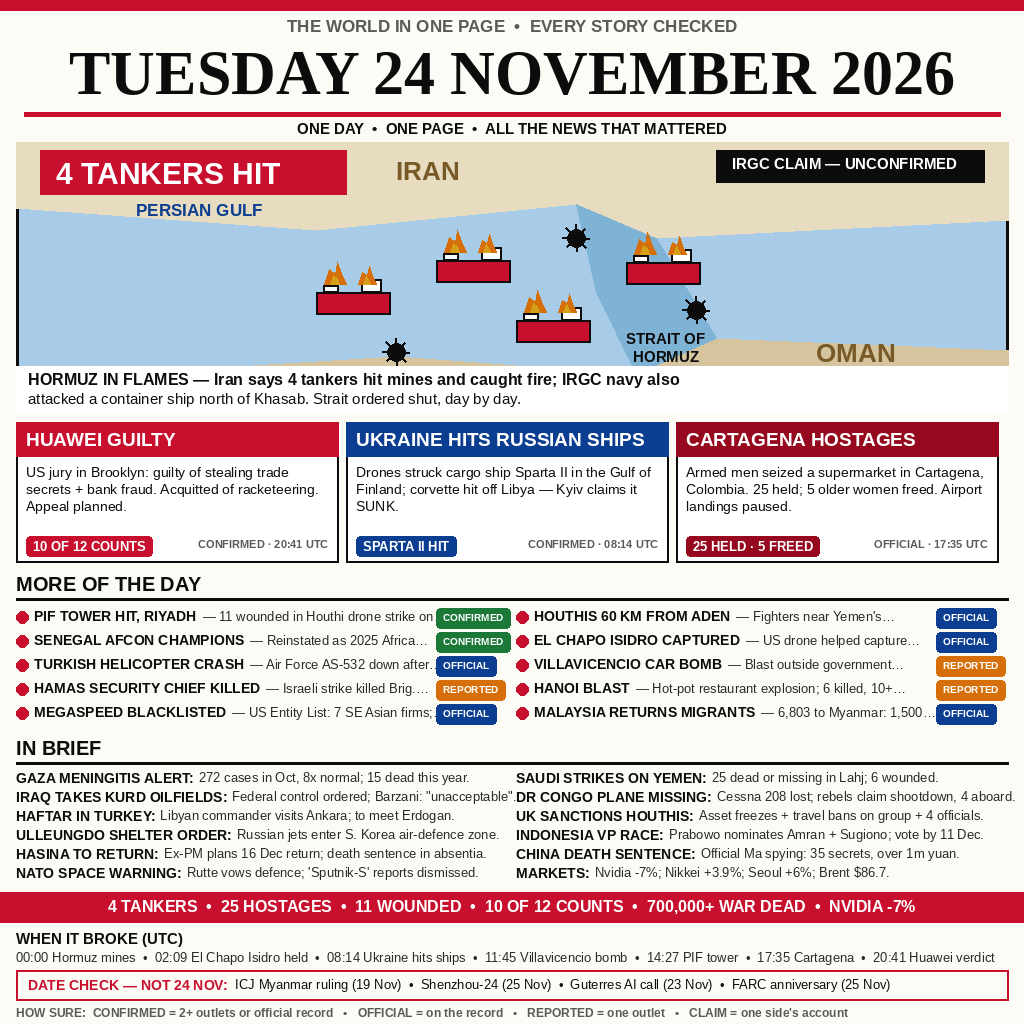 THE WORLD IN ONE PAGE • EVERY STORY CHECKED
TUESDAY 24 NOVEMBER 2026
ONE DAY • ONE PAGE • ALL THE NEWS THAT MATTERED
4 TANKERS HIT
IRAN
IRGC CLAIM — UNCONFIRMED
PERSIAN GULF
STRAIT OF
HORMUZ
OMAN
HORMUZ IN FLAMES — Iran says 4 tankers hit mines and caught fire; IRGC navy also
attacked a container ship north of Khasab. Strait ordered shut, day by day.
HUAWEI GUILTY
US jury in Brooklyn: guilty of stealing trade
secrets + bank fraud. Acquitted of racketeering.
Appeal planned.
10 OF 12 COUNTS
CONFIRMED · 20:41 UTC
UKRAINE HITS RUSSIAN SHIPS
Drones struck cargo ship Sparta II in the Gulf of
Finland; corvette hit off Libya — Kyiv claims it
SUNK.
SPARTA II HIT
CONFIRMED · 08:14 UTC
CARTAGENA HOSTAGES
Armed men seized a supermarket in Cartagena,
Colombia. 25 held; 5 older women freed. Airport
landings paused.
25 HELD · 5 FREED
OFFICIAL · 17:35 UTC
MORE OF THE DAY
PIF TOWER HIT, RIYADH — 11 wounded in Houthi drone strike on CONFIRMED
SENEGAL AFCON CHAMPIONS — Reinstated as 2025 Africa… CONFIRMED
TURKISH HELICOPTER CRASH — Air Force AS-532 down after… OFFICIAL
HAMAS SECURITY CHIEF KILLED — Israeli strike killed Brig.… REPORTED
MEGASPEED BLACKLISTED — US Entity List: 7 SE Asian firms; OFFICIAL
HOUTHIS 60 KM FROM ADEN — Fighters near Yemen's… OFFICIAL
EL CHAPO ISIDRO CAPTURED — US drone helped capture… OFFICIAL
VILLAVICENCIO CAR BOMB — Blast outside government… REPORTED
HANOI BLAST — Hot-pot restaurant explosion; 6 killed, 10+… REPORTED
MALAYSIA RETURNS MIGRANTS — 6,803 to Myanmar: 1,500… OFFICIAL
IN BRIEF
GAZA MENINGITIS ALERT: 272 cases in Oct, 8x normal; 15 dead this year.
IRAQ TAKES KURD OILFIELDS: Federal control ordered; Barzani: "unacceptable".
HAFTAR IN TURKEY: Libyan commander visits Ankara; to meet Erdogan.
ULLEUNGDO SHELTER ORDER: Russian jets enter S. Korea air-defence zone.
HASINA TO RETURN: Ex-PM plans 16 Dec return; death sentence in absentia.
NATO SPACE WARNING: Rutte vows defence; 'Sputnik-S' reports dismissed.
SAUDI STRIKES ON YEMEN: 25 dead or missing in Lahj; 6 wounded.
DR CONGO PLANE MISSING: Cessna 208 lost; rebels claim shootdown, 4 aboard.
UK SANCTIONS HOUTHIS: Asset freezes + travel bans on group + 4 officials.
INDONESIA VP RACE: Prabowo nominates Amran + Sugiono; vote by 11 Dec.
CHINA DEATH SENTENCE: Official Ma spying: 35 secrets, over 1m yuan.
MARKETS: Nvidia -7%; Nikkei +3.9%; Seoul +6%; Brent $86.7.
4 TANKERS • 25 HOSTAGES • 11 WOUNDED • 10 OF 12 COUNTS • 700,000+ WAR DEAD • NVIDIA -7%
WHEN IT BROKE (UTC)
00:00 Hormuz mines • 02:09 El Chapo Isidro held • 08:14 Ukraine hits ships • 11:45 Villavicencio bomb • 14:27 PIF tower • 17:35 Cartagena • 20:41 Huawei verdict
DATE CHECK — NOT 24 NOV: ICJ Myanmar ruling (19 Nov) • Shenzhou-24 (25 Nov) • Guterres AI call (23 Nov) • FARC anniversary (25 Nov)
HOW SURE: CONFIRMED = 2+ outlets or official record • OFFICIAL = on the record • REPORTED = one outlet • CLAIM = one side's account